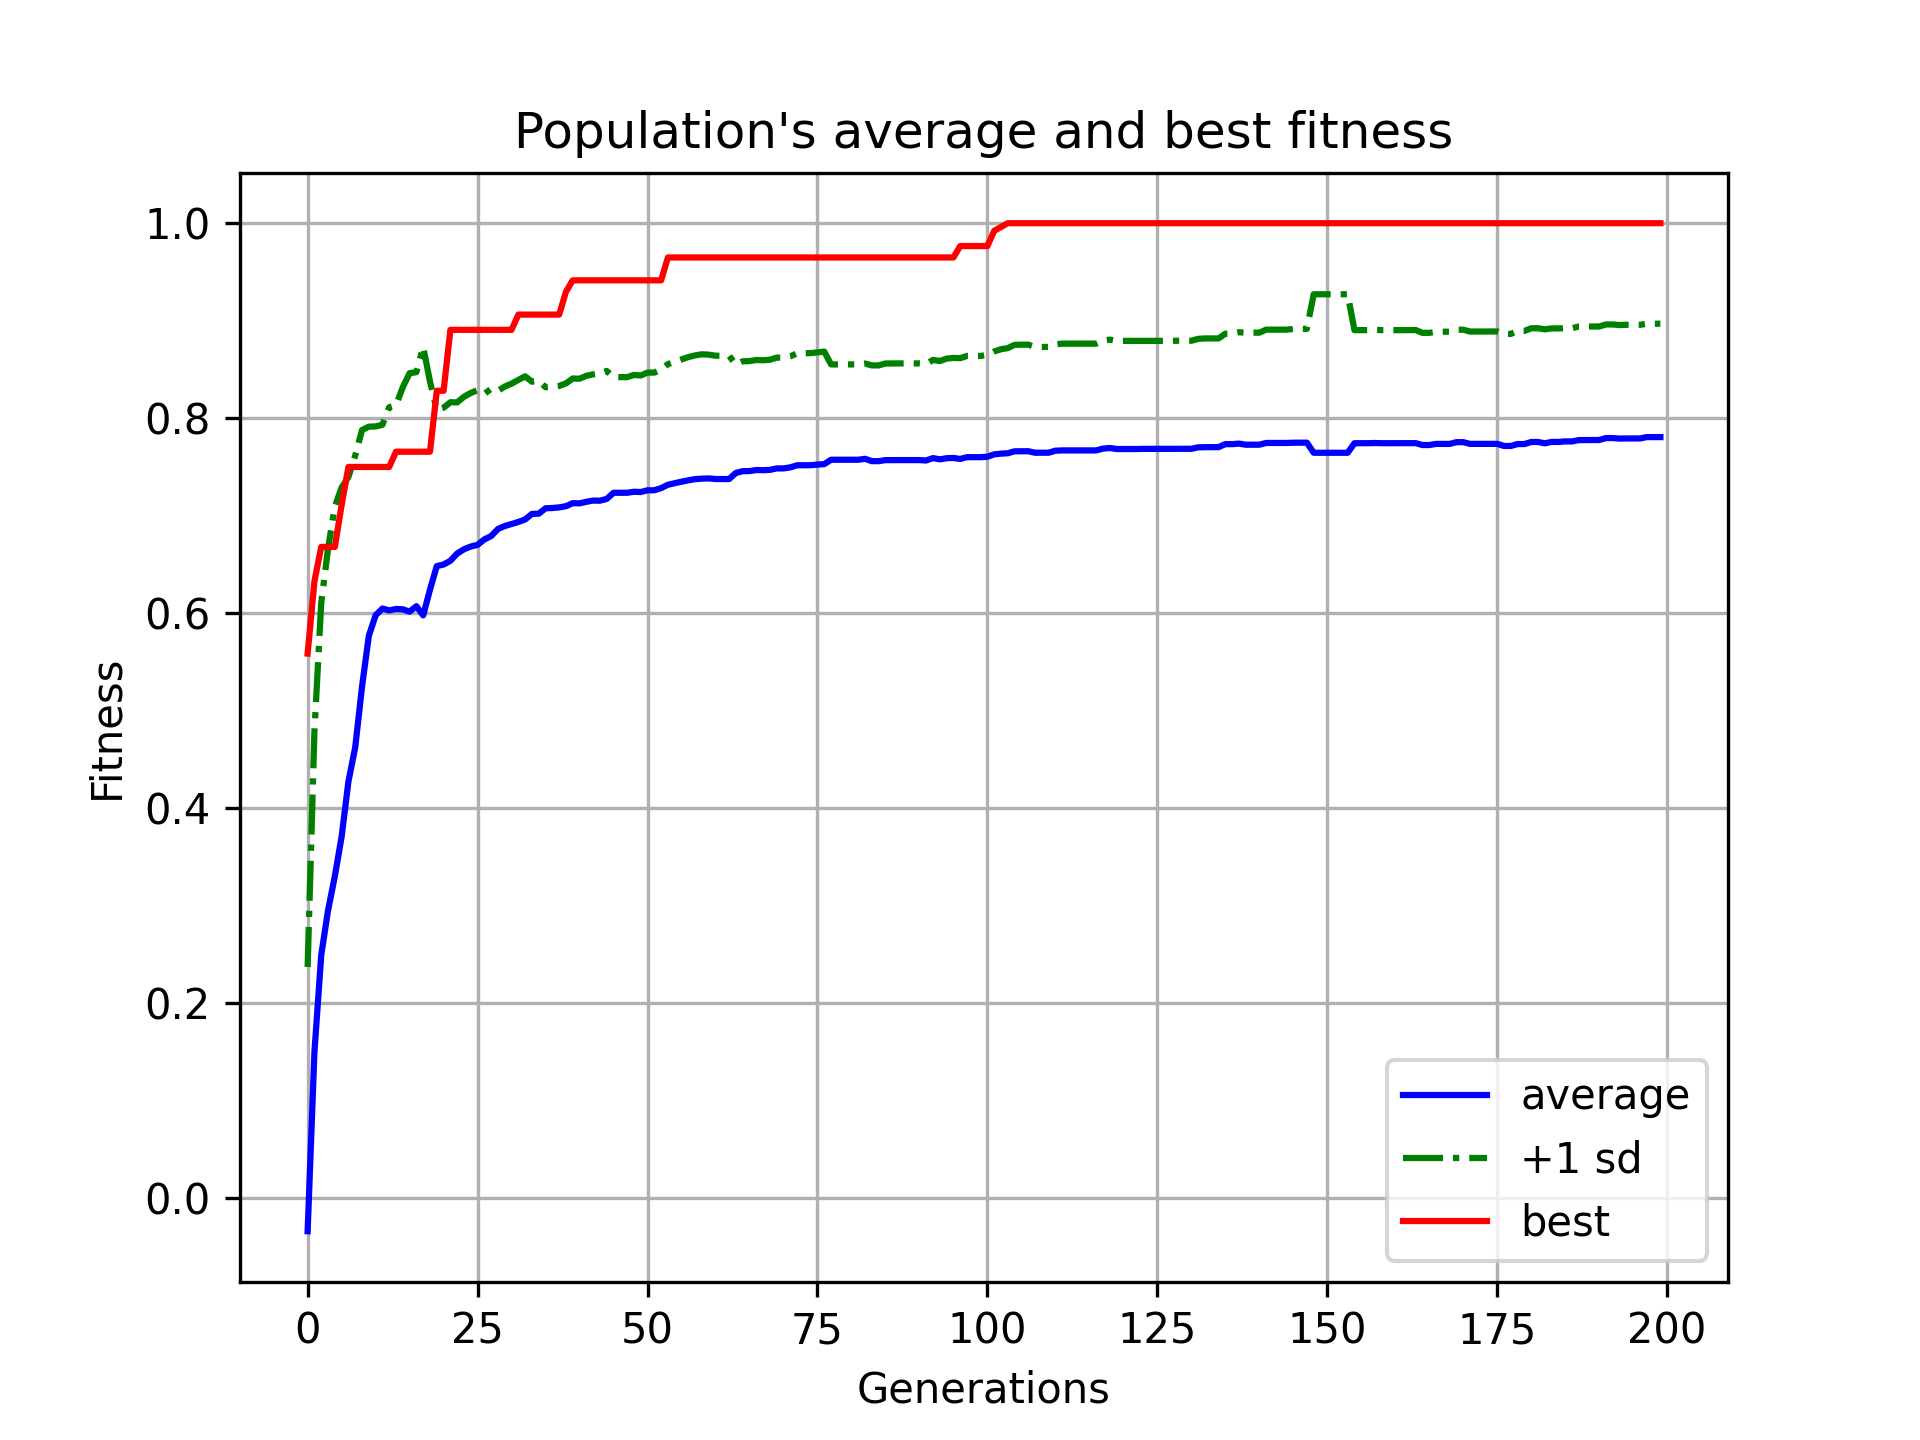 Population's average and best fitness
1.0
0.8
0.6
0.4
0.2
0.0
Fitness
0 25 50 75 100 125 150 175 200
Generations
average
+1 sd
best